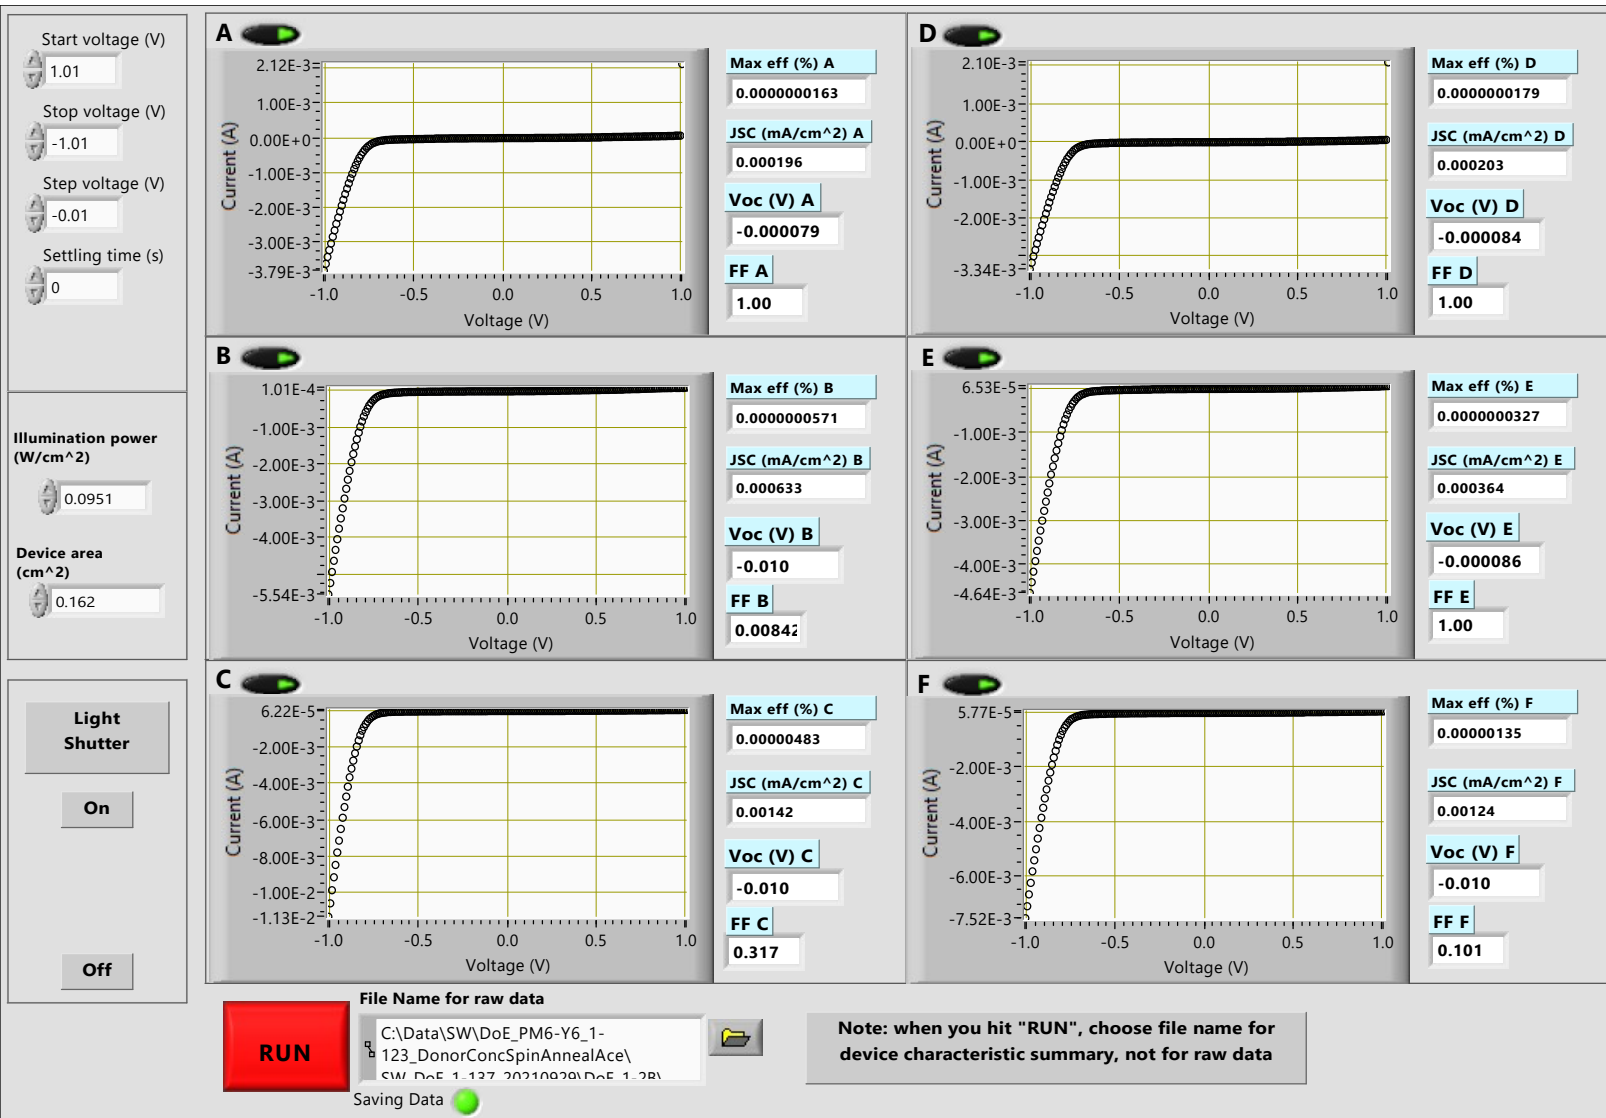 Start voltage (V)
1.01
Stop voltage (V)
-1.01
Step voltage (V)
-0.01
Settling time (s)
0
Illumination power
(W/cm^2)
0.0951
Device area
(cm^2)
0.162
Light
Shutter
On
Off
A
2.12E-3
1.00E-3
0.00E+0
-1.00E-3
-2.00E-3
-3.00E-3
-3.79E-3
Current (A)
-1.0 -0.5 0.0 0.5 1.0
Voltage (V)
Max eff (%) A
0.0000000163
JSC (mA/cm^2) A
0.000196
Voc (V) A
-0.000079
FF A
1.00
D
2.10E-3
1.00E-3
0.00E+0
-1.00E-3
-2.00E-3
-3.34E-3
Current (A)
-1.0 -0.5 0.0 0.5 1.0
Voltage (V)
Max eff (%) D
0.0000000179
JSC (mA/cm^2) D
0.000203
Voc (V) D
-0.000084
FF D
1.00
B
1.01E-4
-1.00E-3
-2.00E-3
-3.00E-3
-4.00E-3
-5.54E-3
Current (A)
-1.0 -0.5 0.0 0.5 1.0
Voltage (V)
Max eff (%) B
0.0000000571
JSC (mA/cm^2) B
0.000633
Voc (V) B
-0.010
FF B
0.00842
E
6.53E-5
-1.00E-3
-2.00E-3
-3.00E-3
-4.00E-3
-4.64E-3
Current (A)
-1.0 -0.5 0.0 0.5 1.0
Voltage (V)
Max eff (%) E
0.0000000327
JSC (mA/cm^2) E
0.000364
Voc (V) E
-0.000086
FF E
1.00
C
6.22E-5
-2.00E-3
-4.00E-3
-6.00E-3
-8.00E-3
-1.00E-2
-1.13E-2
Current (A)
-1.0 -0.5 0.0 0.5 1.0
Voltage (V)
Max eff (%) C
0.00000483
JSC (mA/cm^2) C
0.00142
Voc (V) C
-0.010
FF C
0.317
F
5.77E-5
-2.00E-3
-4.00E-3
-6.00E-3
-7.52E-3
Current (A)
-1.0 -0.5 0.0 0.5 1.0
Voltage (V)
Max eff (%) F
0.00000135
JSC (mA/cm^2) F
0.00124
Voc (V) F
-0.010
FF F
0.101
RUN
File Name for raw data
C:\Data\SW\DoE_PM6-Y6_1-
123_DonorConcSpinAnnealAce\
SW_DoE_1-137_20210929\DoE_1-2B\
Saving Data
Note: when you hit "RUN", choose file name for
device characteristic summary, not for raw data